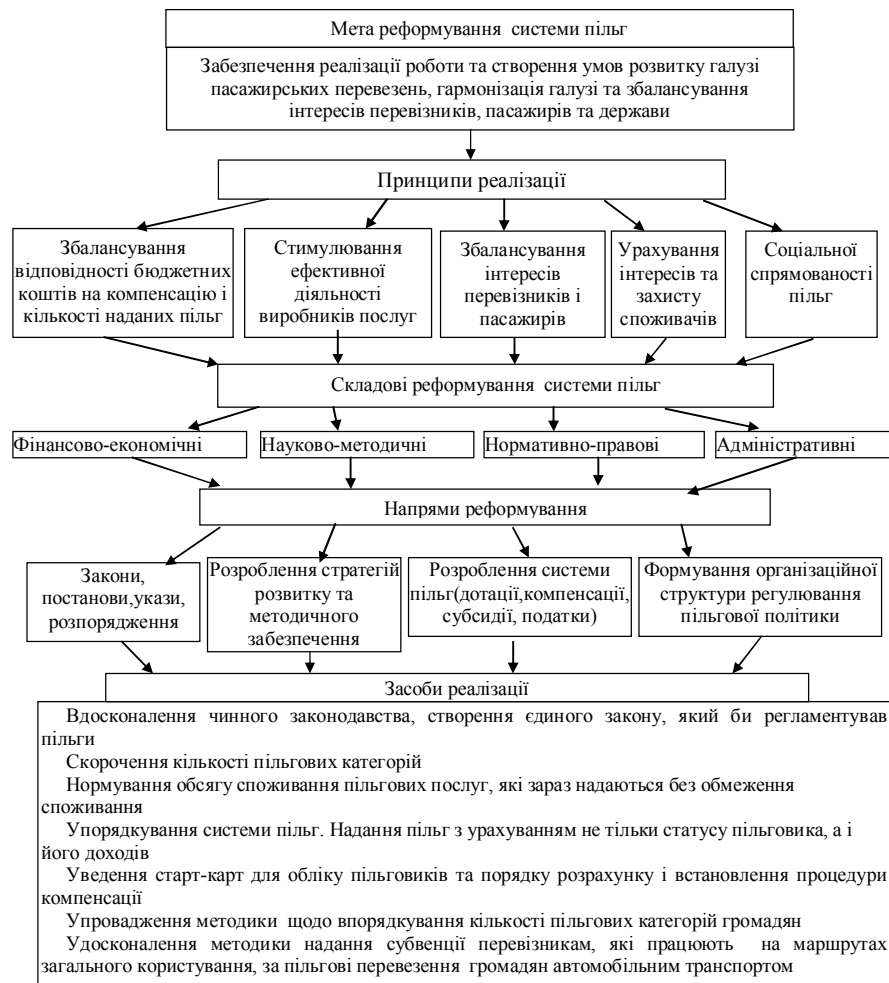 Мета реформування системи пільг
Забезпечення реалізації роботи та створення умов розвитку галузі
пасажирських перевезень, гармонізація галузі та збалансування
інтересів перевізників, пасажирів та держави
Принципи реалізації
Збалансування
відповідності бюджетних
коштів на компенсацію і
кількості наданих пільг
Стимулювання
ефективної
діяльності
виробників послуг
Збалансування
інтересів
перевізників і
пасажирів
Урахування
інтересів та
захисту
споживачів
Соціальної
спрямованості
пільг
Складові реформування системи пільг
Фінансово-економічні
Науково-методичні
Нормативно-правові
Адміністративні
Напрями реформування
Закони,
постанови,укази,
розпорядження
Розроблення стратегій
розвитку та
методичного
забезпечення
Розроблення системи
пільг(дотації,компенсації,
субсидії, податки)
Формування організаційної
структури регулювання
пільгової політики
Засоби реалізації
Вдосконалення чинного законодавства, створення єдиного закону, який би регламентував
пільги
Скорочення кількості пільгових категорій
Нормування обсягу споживання пільгових послуг, які зараз надаються без обмеження
споживання
Упорядкування системи пільг. Надання пільг з урахуванням не тільки статусу пільговика, а і
його доходів
Уведення старт-карт для обліку пільговиків та порядку розрахунку і встановлення процедури
компенсації
Упровадження методики щодо впорядкування кількості пільгових категорій громадян
Удосконалення методики надання субвенції перевізникам, які працюють на маршрутах
загального користування, за пільгові перевезення громадян автомобільним транспортом